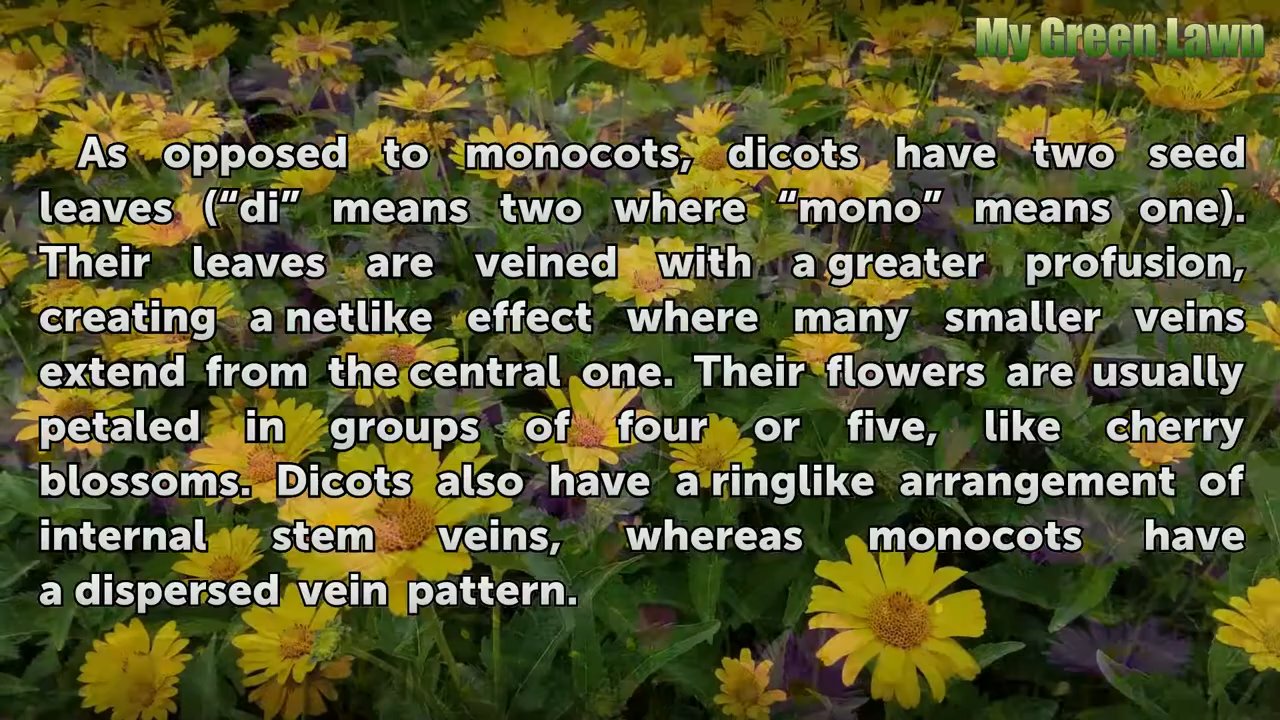 My Green Lawn
As opposed to monocots, dicots have two seed
leaves (“di” means two where “mono” means one).
Their leaves are veined with a greater profusion,
creating a netlike effect where many smaller veins
extend from the central one. Their flowers are usually
petaled in groups of four or five, like cherry
blossoms. Dicots also have a ringlike arrangement of
internal stem veins, whereas monocots have
a dispersed vein pattern.